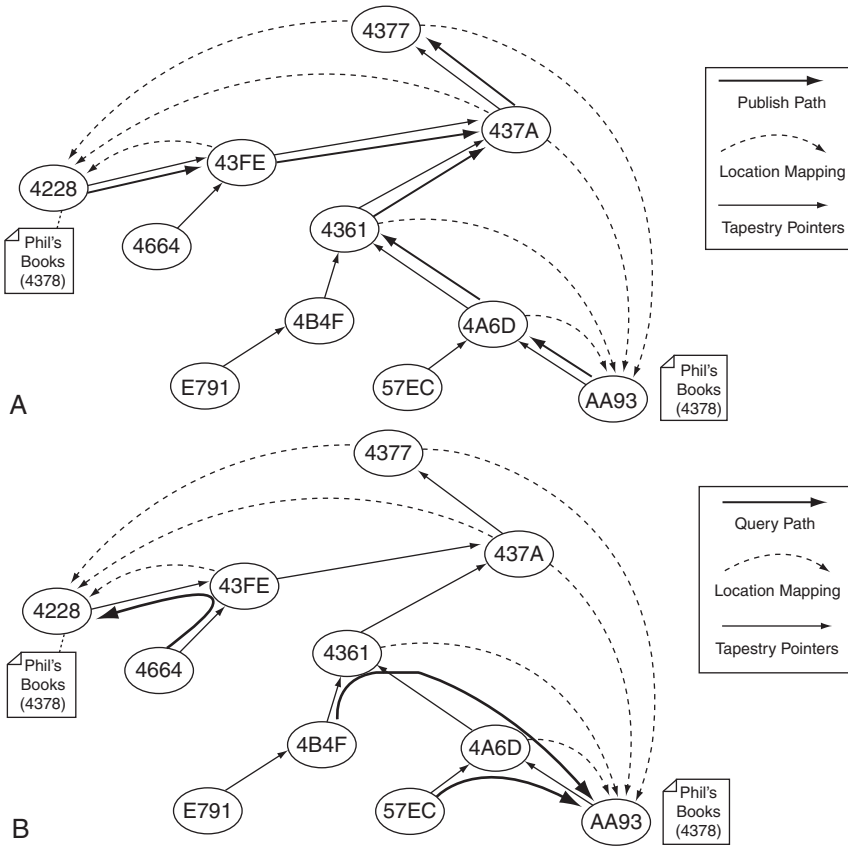 4377
Publish Path
437A
43FE
Location Mapping
4228
4361
Tapestry Pointers
4664
Phil's
Books
(4378)
4B4F
4A6D
E791
57EC
AA93
Phil's
Books
(4378)
A
4377
Query Path
437A
43FE
Location Mapping
4228
4361
Tapestry Pointers
4664
Phil's
Books
(4378)
4B4F
4A6D
E791
57EC
AA93
Phil's
Books
(4378)
B